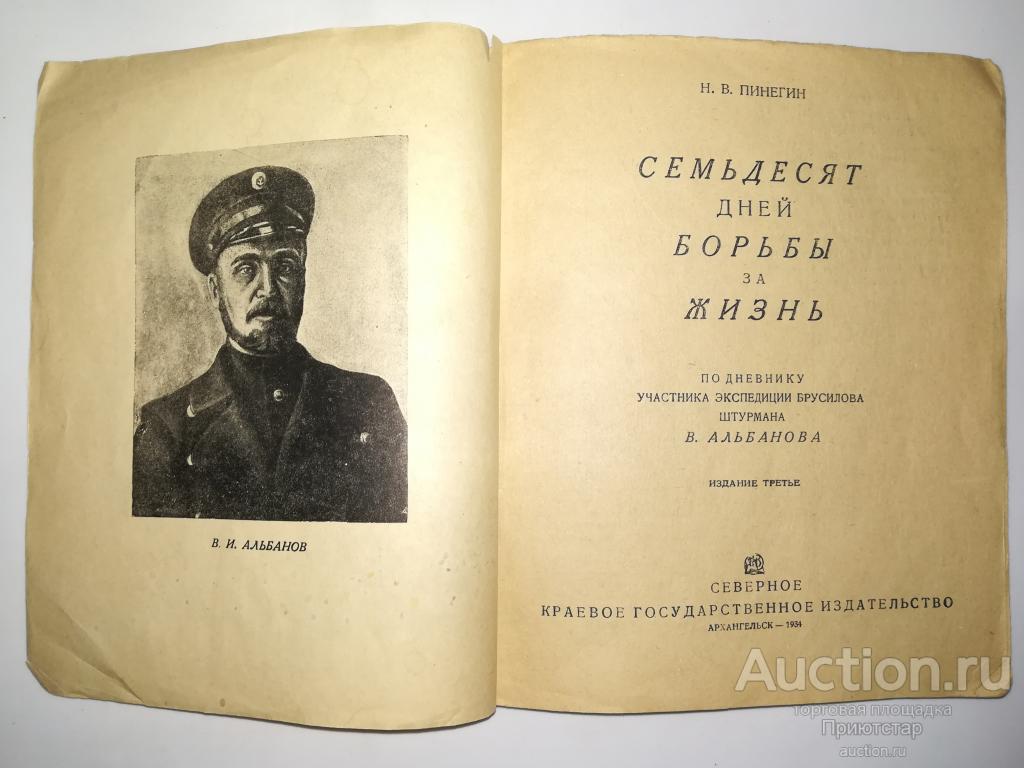 В. И. АЛЬБАНОВ
Н. В. ПИНЕГИН
СЕМЬДЕСЯТ
ДНЕЙ
БОРЬБЫ
ЗА
ЖИЗНЬ
ПО ДНЕВНИКУ
УЧАСТНИКА ЭКСПЕДИЦИИ БРУСИЛОВА
ШТУРМАНА
В. АЛЬБАНОВА
ИЗДАНИЕ ТРЕТЬЕ
СЕВЕРНОЕ
КРАЕВОЕ ГОСУДАРСТВЕННОЕ ИЗДАТЕЛЬСТВО
АРХАНГЕЛЬСК — 1934
Auction.ru
торговая площадка
Приютстар
auction.ru